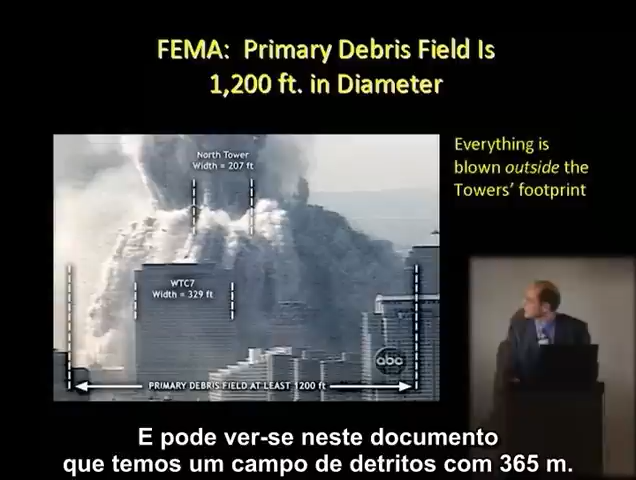 FEMA: Primary Debris Field Is
1,200 ft. in Diameter
Everything is
blown outside the
Towers' footprint
North Tower
Width = 207 ft
WTC7
Width = 329 ft
abc
PRIMARY DEBRIS FIELD AT LEAST 1200 ft
E pode ver-se neste documento
que temos um campo de detritos com 365 m.